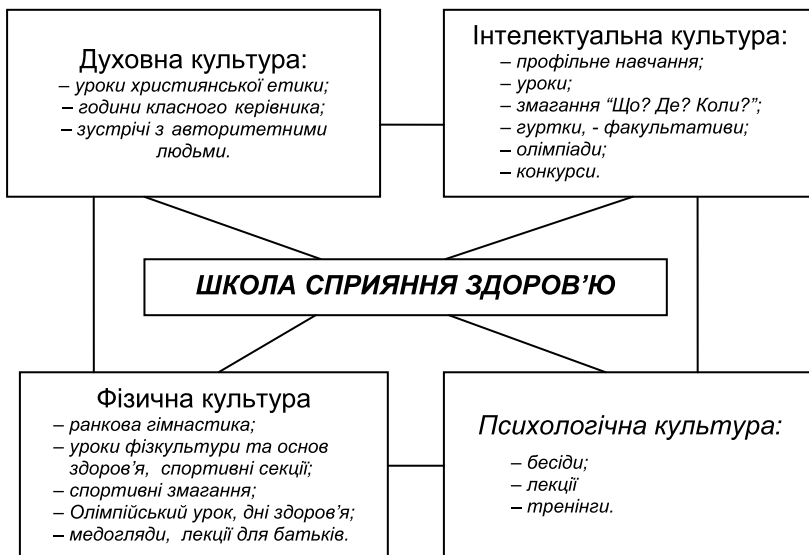 Духовна культура:
– уроки християнської етики;
– години класного керівника;
– зустрічі з авторитетними
людьми.
Інтелектуальна культура:
– профільне навчання;
– уроки;
– змагання “Що? Де? Коли?”;
– гуртки, - факультативи;
– олімпіади;
– конкурси.
ШКОЛА СПРИЯННЯ ЗДОРОВ’Ю
Фізична культура
– ранкова гімнастика;
– уроки фізкультури та основ
здоров’я, спортивні секції;
– спортивні змагання;
– Олімпійський урок, дні здоров’я;
– медогляди, лекції для батьків.
Психологічна культура:
– бесіди;
– лекції
– тренінги.